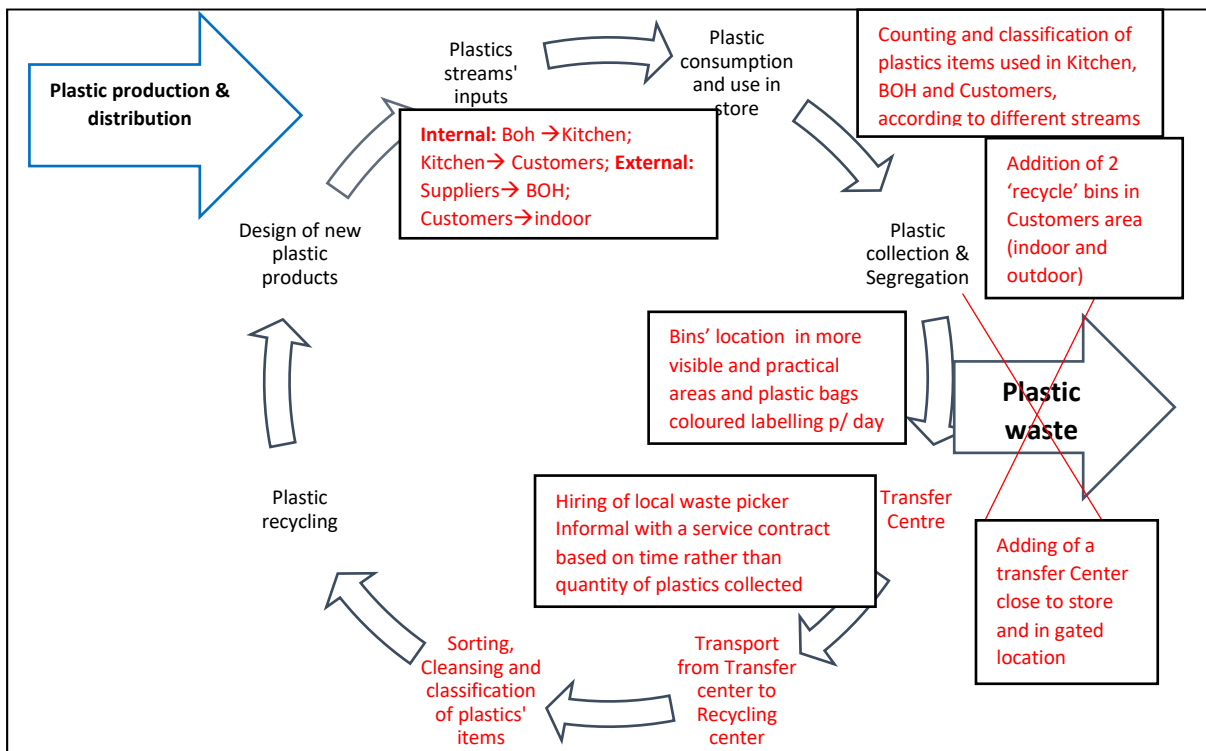 Plastic production &
distribution
Plastics
streams'
inputs
Plastic
consumption
and use in
store
Counting and classification of
plastics items used in Kitchen,
BOH and Customers,
according to different streams
Internal: Boh →Kitchen;
Kitchen→ Customers; External:
Suppliers→ BOH;
Customers→indoor
Addition of 2
‘recycle’ bins in
Customers area
(indoor and
outdoor)
Design of new
plastic
products
Plastic
collection &
Segregation
Bins’ location  in more
visible and practical
areas and plastic bags
coloured labelling p/ day
Plastic
waste
Plastic
recycling
Hiring of local waste picker
Informal with a service contract
based on time rather than
quantity of plastics collected
Transfer
Centre
Adding of a
transfer Center
close to store
and in gated
location
Sorting,
Cleansing and
classification
of plastics'
items
Transport
from Transfer
center to
Recycling
center